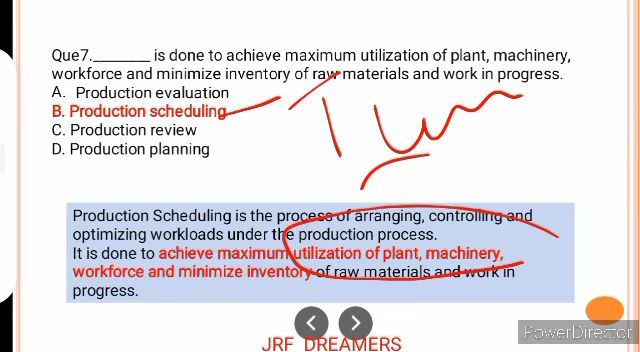 Que7.________ is done to achieve maximum utilization of plant, machinery,
workforce and minimize inventory of raw materials and work in progress.
A. Production evaluation
B. Production scheduling
C. Production review
D. Production planning
Production Scheduling is the process of arranging, controlling and
optimizing workloads under the production process.
It is done to achieve maximum utilization of plant, machinery,
workforce and minimize inventory of raw materials and work in
progress.
JRF DREAMERS
PowerDirector